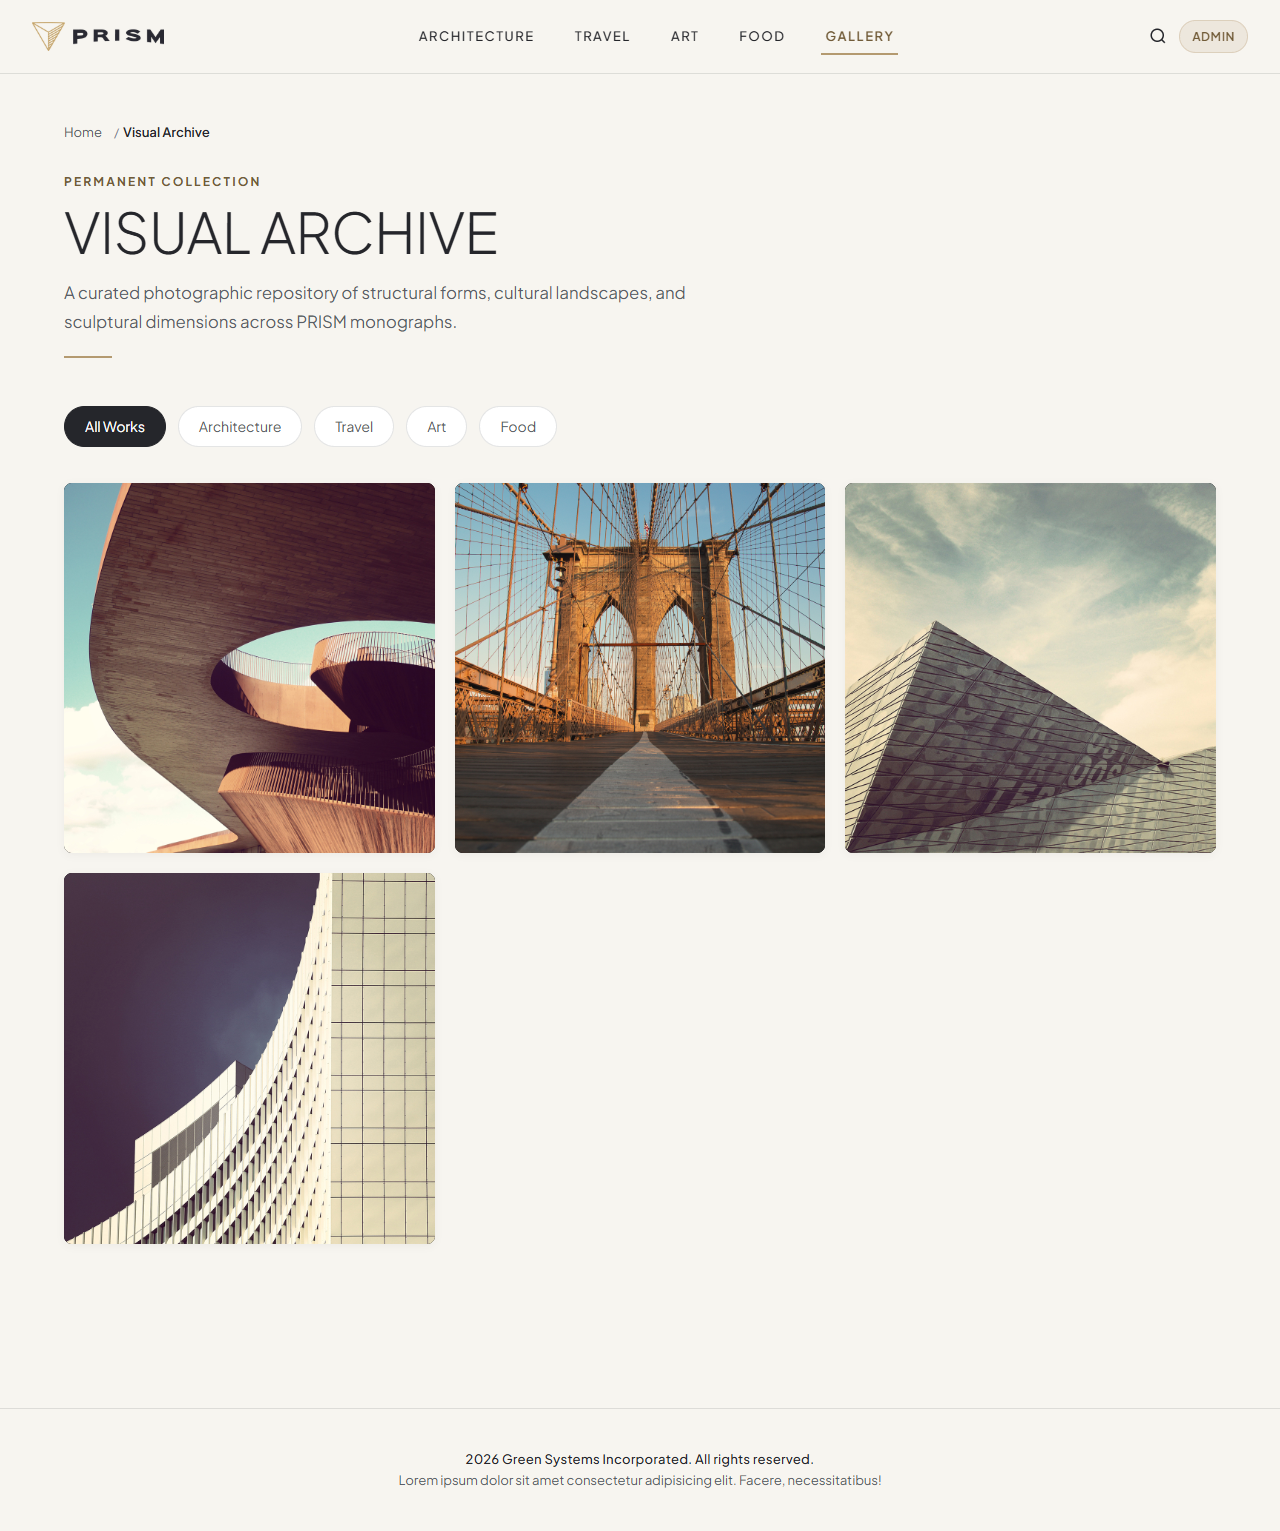 PRISM
ARCHITECTURE TRAVEL ART FOOD GALLERY
ADMIN
Home / Visual Archive
PERMANENT COLLECTION
VISUAL ARCHIVE
A curated photographic repository of structural forms, cultural landscapes, and
sculptural dimensions across PRISM monographs.
All Works Architecture Travel Art Food
2026 Green Systems Incorporated. All rights reserved.
Lorem ipsum dolor sit amet consectetur adipisicing elit. Facere, necessitatibus!